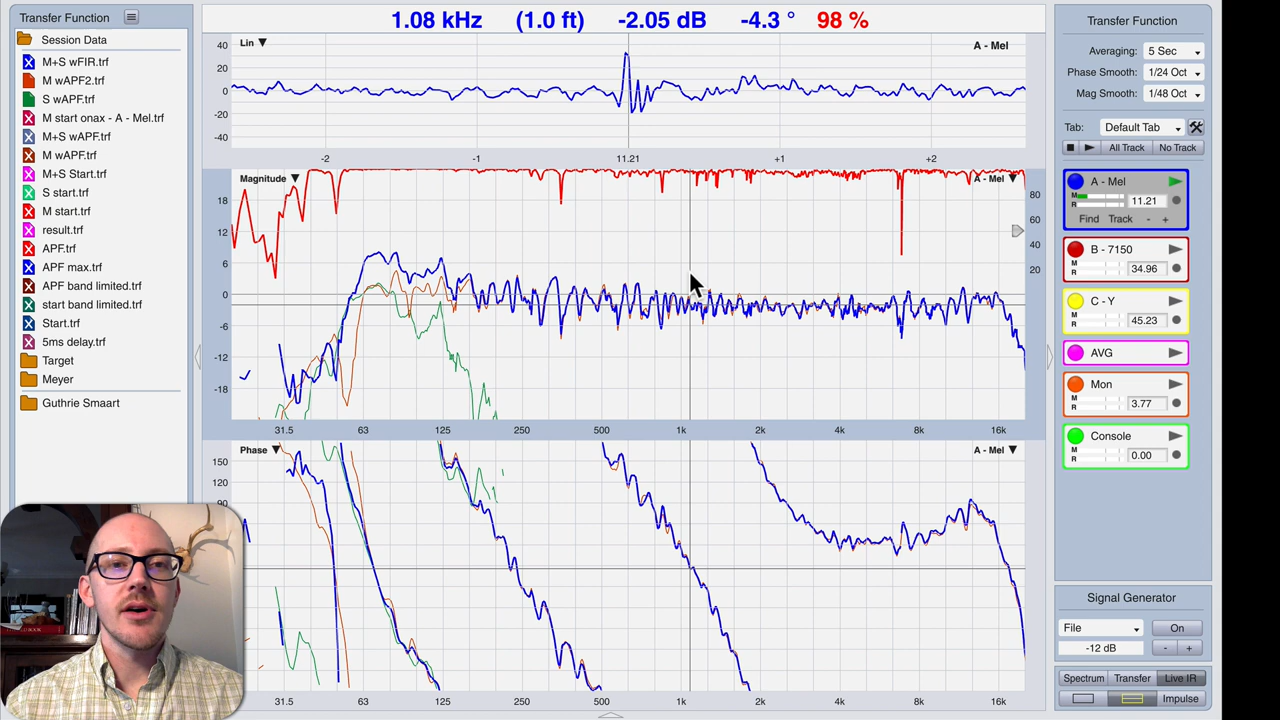 Transfer Function
Session Data
M+S wFIR.trf
M wAPF2.trf
S wAPF.trf
M start onax - A - Mel.trf
M+S wAPF.trf
M wAPF.trf
M+S Start.trf
S start.trf
M start.trf
result.trf
APF.trf
APF max.trf
APF band limited.trf
start band limited.trf
Start.trf
5ms delay.trf
Target
Meyer
Guthrie Smaart
1.08 kHz (1.0 ft) -2.05 dB -4.3 ° 98 %
Lin ▼ A - Mel
40
20
0
-20
-40
-2 -1 11.21 +1 +2
Magnitude ▼ A - Mel ▼
18
12
6
0
-6
-12
-18
80
60
40
20
31.5 63 125 250 500 1k 2k 4k 8k 16k
Phase ▼ A - Mel ▼
150
120
90
31.5 63 125 250 500 1k 2k 4k 8k 16k
Transfer Function
Averaging: 5 Sec
Phase Smooth: 1/24 Oct
Mag Smooth: 1/48 Oct
Tab: Default Tab
All Track No Track
A - Mel
M
R 11.21
Find Track - +
B - 7150
M
R 34.96
C - Y
M
R 45.23
AVG
Mon
M
R 3.77
Console
M
R 0.00
Signal Generator
File On
-12 dB - +
Spectrum Transfer Live IR
Impulse